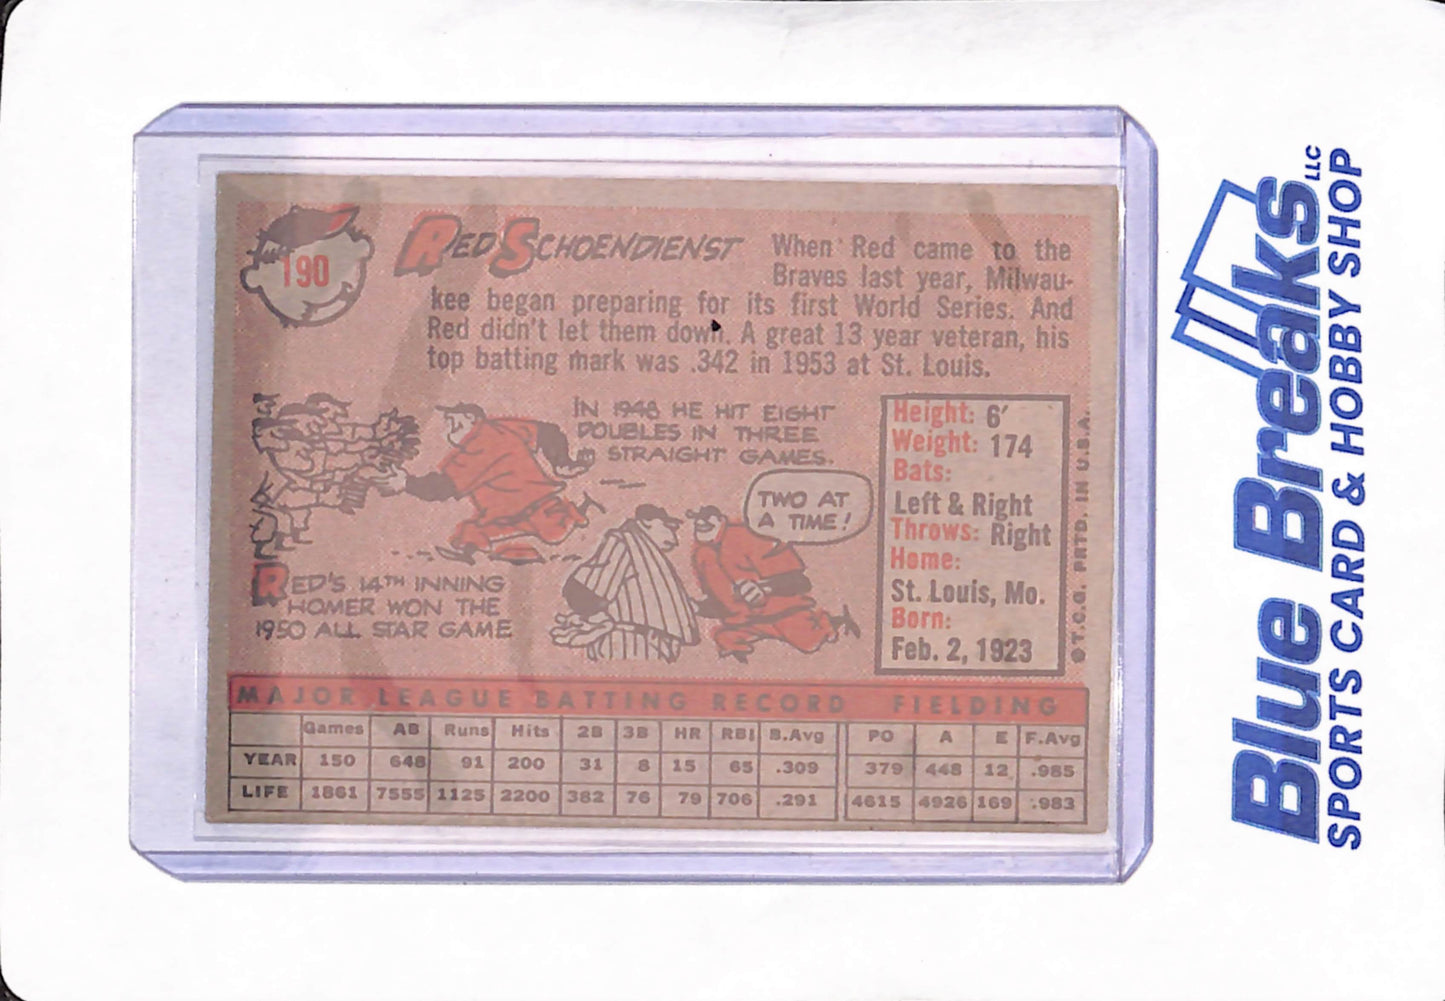 190
RED SCHOENDIENST
When Red came to the
Braves last year, Milwau-
kee began preparing for its first World Series. And
Red didn't let them down. A great 13 year veteran, his
top batting mark was .342 in 1953 at St. Louis.
IN 1948 HE HIT EIGHT
DOUBLES IN THREE
STRAIGHT GAMES.
TWO AT
A TIME!
RED'S 14TH INNING
HOMER WON THE
1950 ALL STAR GAME
Height: 6'
Weight: 174
Bats:
Left & Right
Throws: Right
Home:
St. Louis, Mo.
Born:
Feb. 2, 1923
©T.C.G. PRTD. IN U.S.A.
MAJOR LEAGUE BATTING RECORD FIELDING
Games AB Runs Hits 2B 3B HR RBI B.Avg PO A E F.Avg
YEAR 150 648 91 200 31 8 15 65 .309 379 448 12 .985
LIFE 1861 7555 1125 2200 382 76 79 706 .291 4615 4926 169 .983
Blue Breaks LLC
SPORTS CARD & HOBBY SHOP